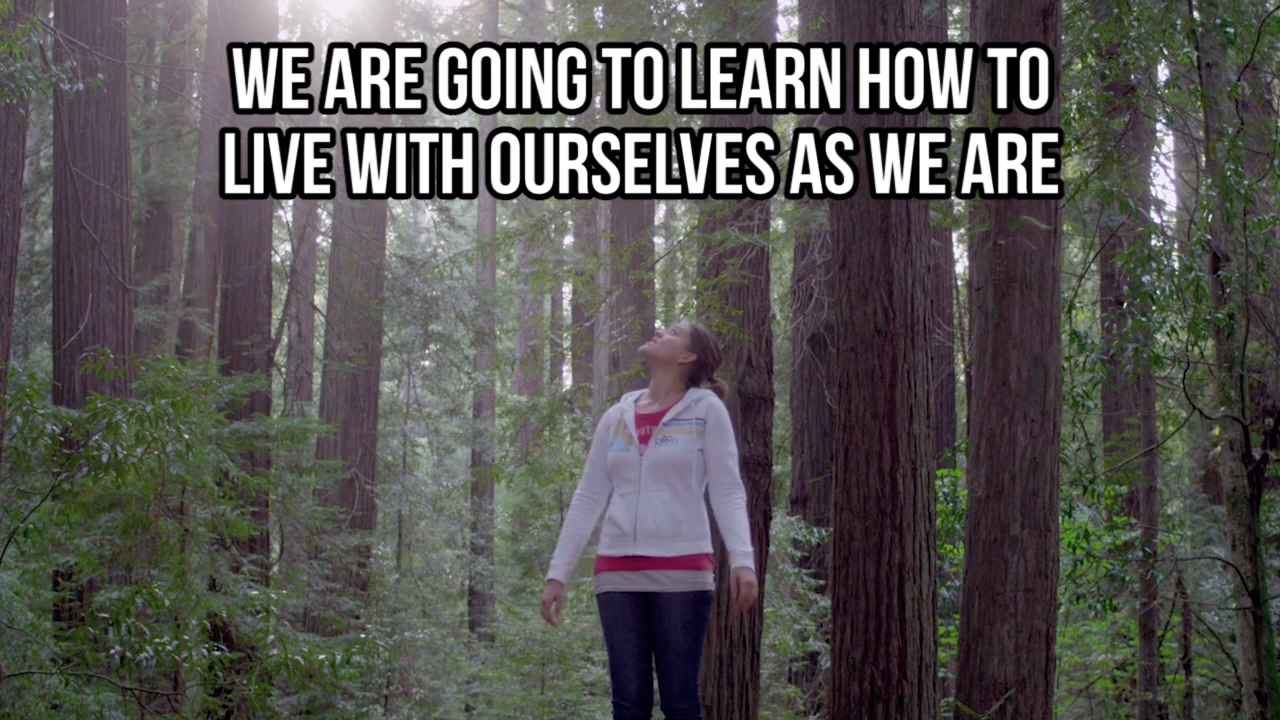 WE ARE GOING TO LEARN HOW TO
LIVE WITH OURSELVES AS WE ARE